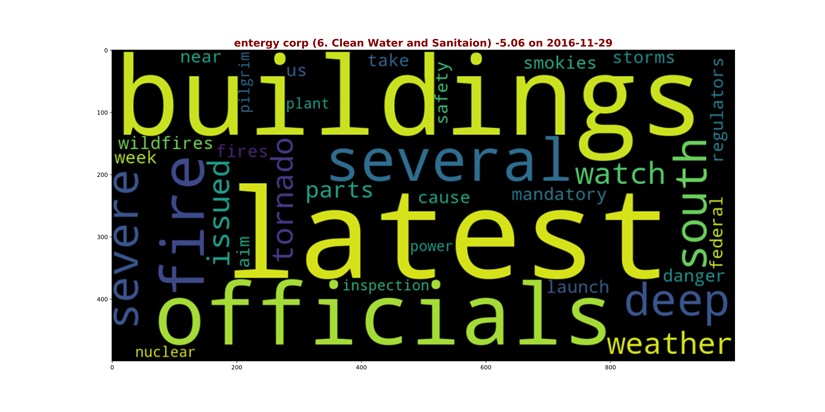 entergy corp (6. Clean Water and Sanitaion) -5.06 on 2016-11-29
0
100
200
300
400
0 200 400 600 800
near
pilgrim
us
take
safety
smokies
storms
regulators
buildings
plant
wildfires
week
fires
several
watch
south
severe
fire
issued
tornado
parts
cause
mandatory
federal
latest
aim
power
danger
inspection
launch
deep
officials
weather
nuclear